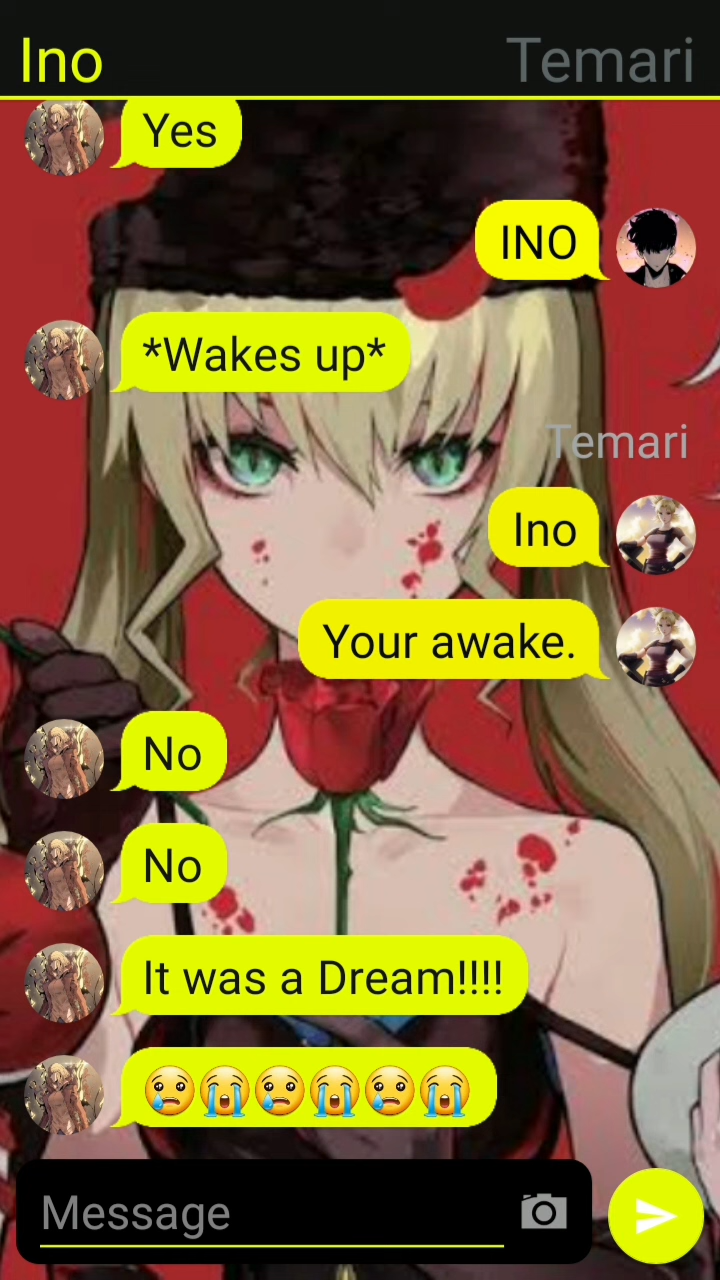 Ino Temari
Yes
INO
*Wakes up*
Temari
Ino
Your awake.
No
No
It was a Dream!!!!
😢😭😢😭😢😭
Message